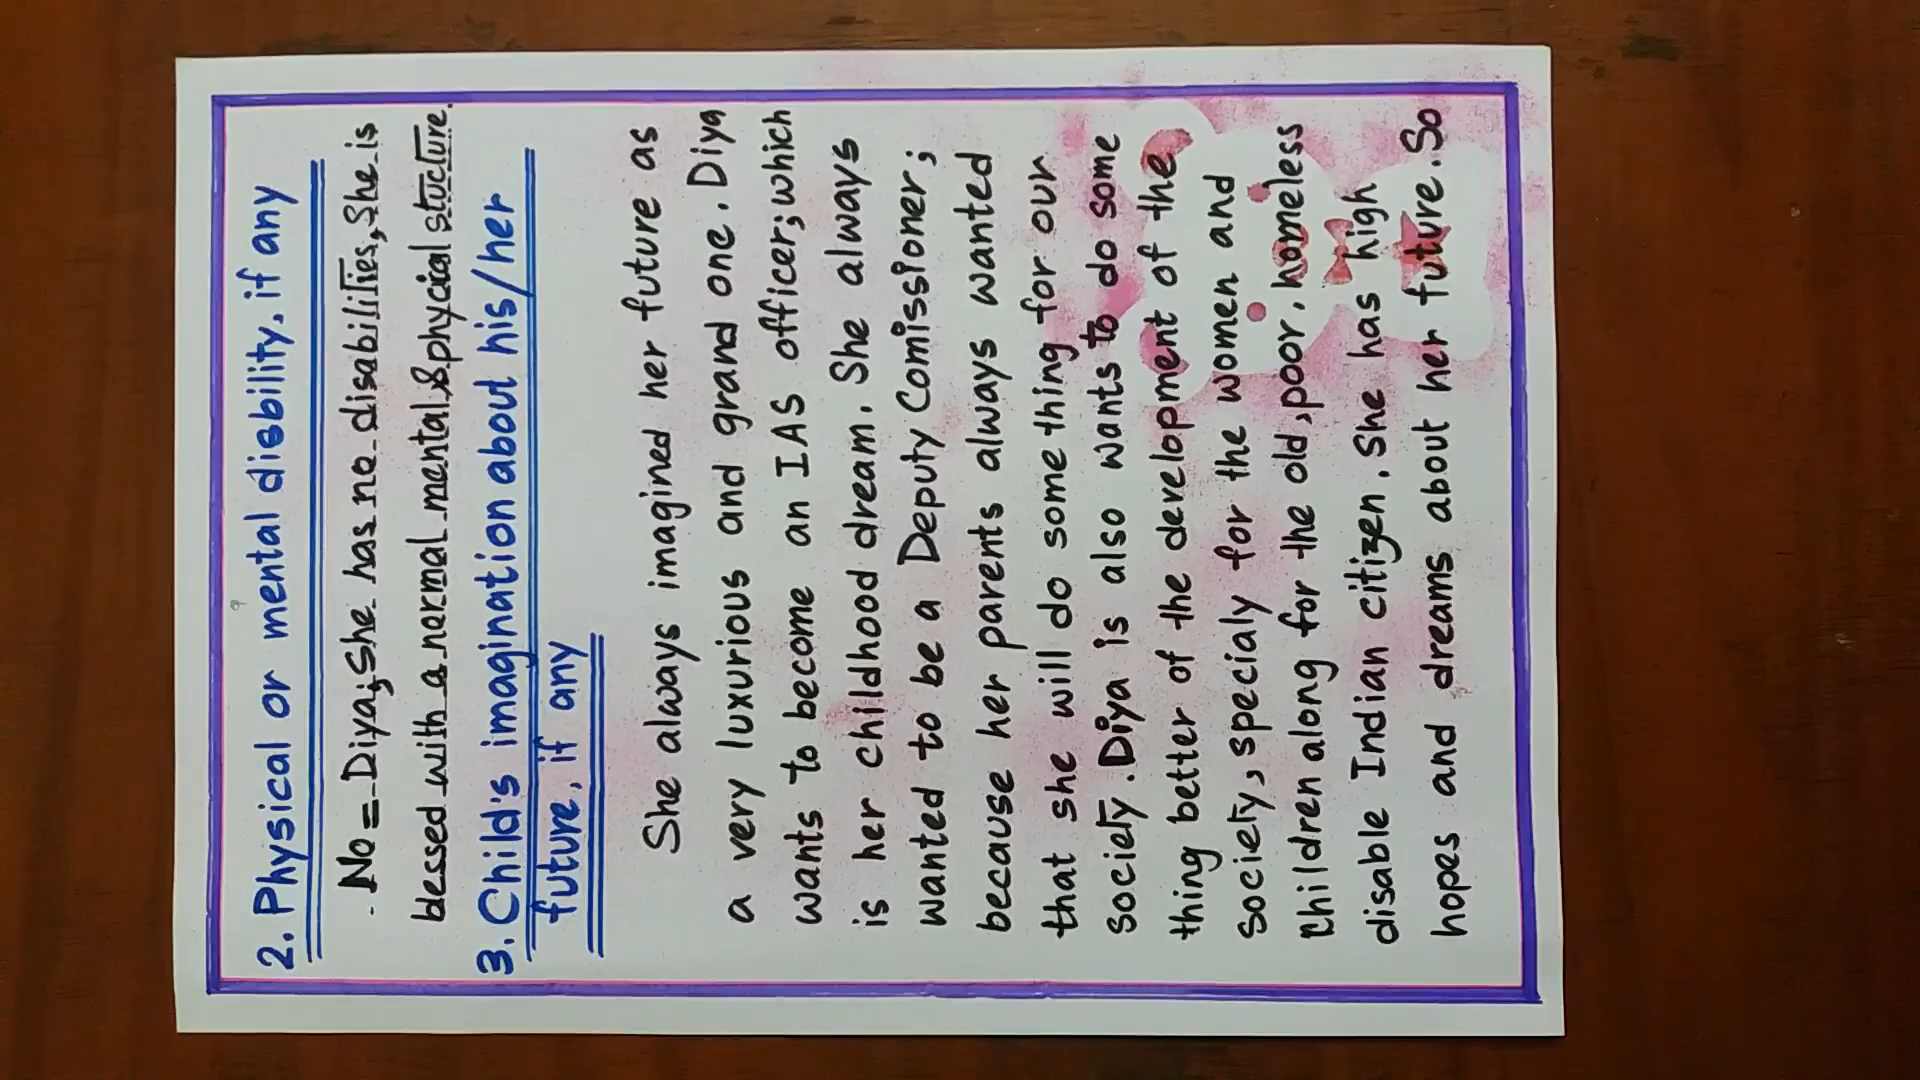 2. Physical or mental disbility, if any
No = Diya; She has no disabilities, She is
blessed with a normal mental & phycial structure.
3. Child's imagination about his/her
future, if any
She always imagined her future as
a very luxurious and grand one. Diya
wants to become an IAS officer; which
is her childhood dream. She always
wanted to be a Deputy Comissioner;
because her parents always wanted
that she will do some thing for our
society. Diya is also wants to do some
thing better of the development of the
society, specialy for the women and
children along for the old, poor, homeless
disable Indian citizen. She has high
hopes and dreams about her future. So